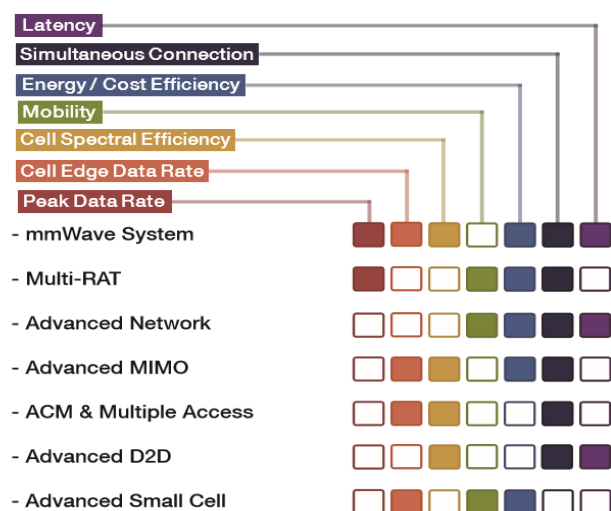 Latency
Simultaneous Connection
Energy / Cost Efficiency
Mobility
Cell Spectral Efficiency
Cell Edge Data Rate
Peak Data Rate
- mmWave System
- Multi-RAT
- Advanced Network
- Advanced MIMO
- ACM & Multiple Access
- Advanced D2D
- Advanced Small Cell